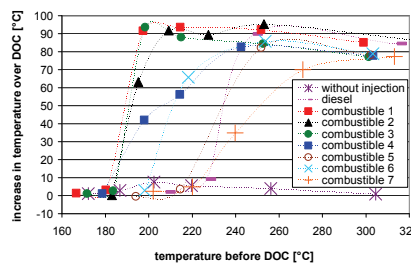 increase in temperature over DOC [°C]
100
90
80
70
60
50
40
30
20
10
0
-10
160
180
200
220
240
260
280
300
320
temperature before DOC [°C]
without injection
diesel
combustible 1
combustible 2
combustible 3
combustible 4
combustible 5
combustible 6
combustible 7